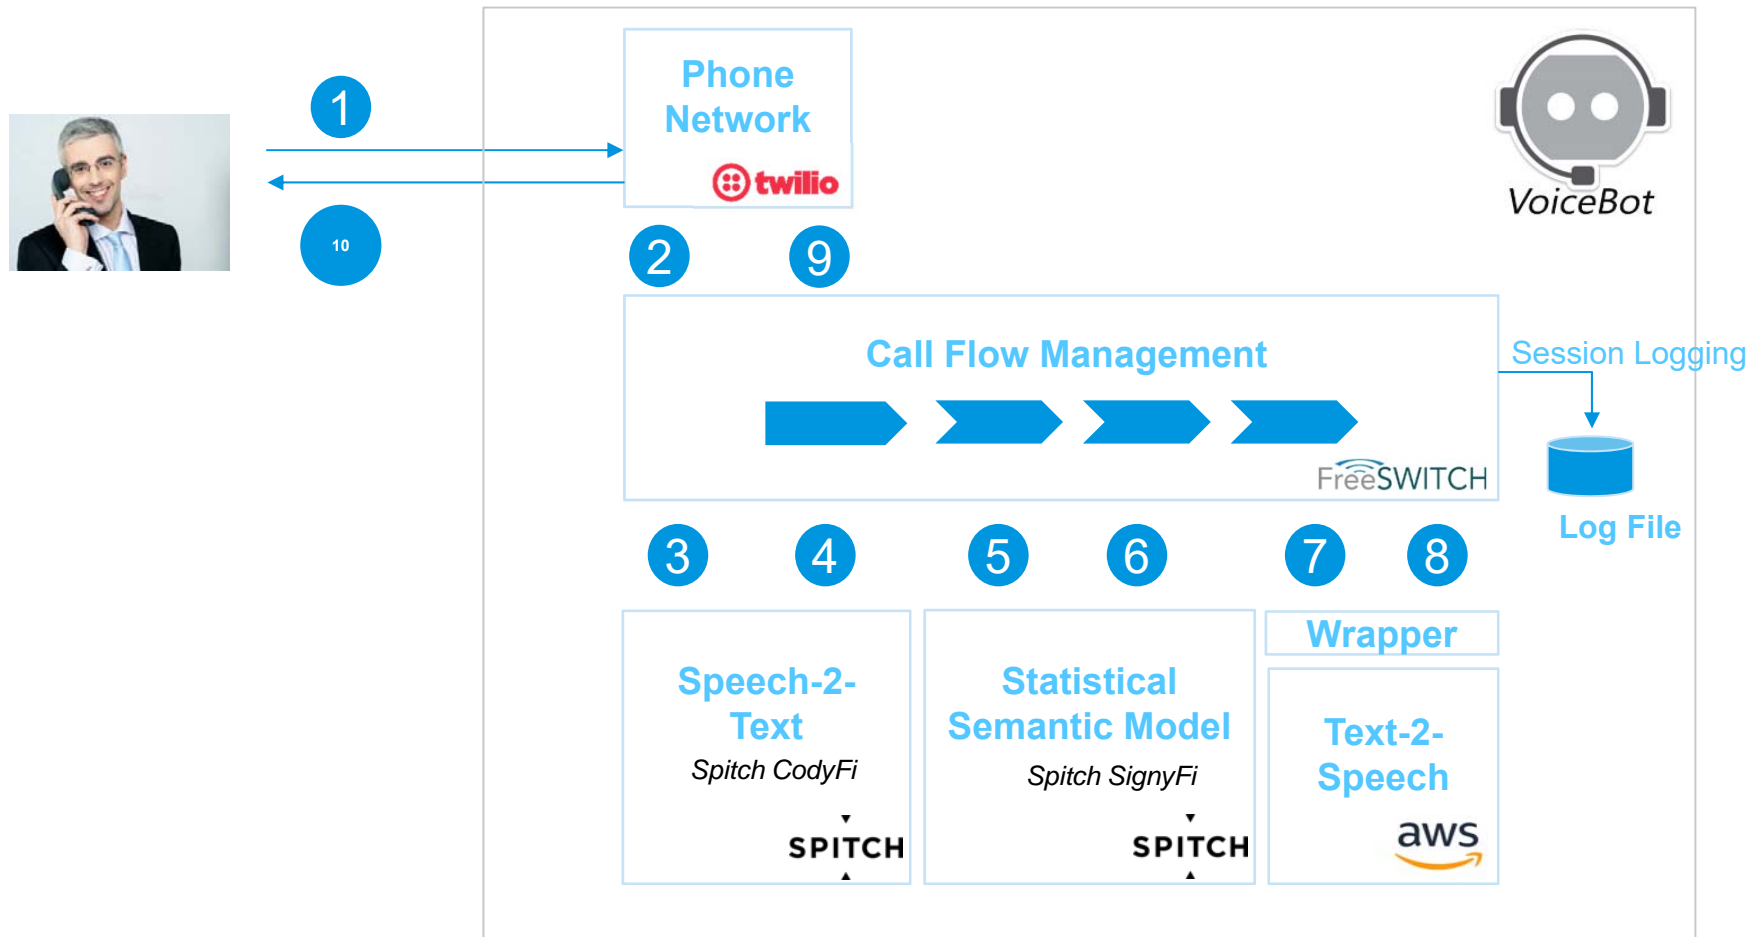 Phone
Network
twilio
1
10
VoiceBot
2
9
Call Flow Management
FreeSWITCH
Session Logging
Log File
3
4
5
6
7
8
Speech-2-
Text
Spitch CodyFi
SPITCH
Statistical
Semantic Model
Spitch SignyFi
SPITCH
Wrapper
Text-2-
Speech
aws